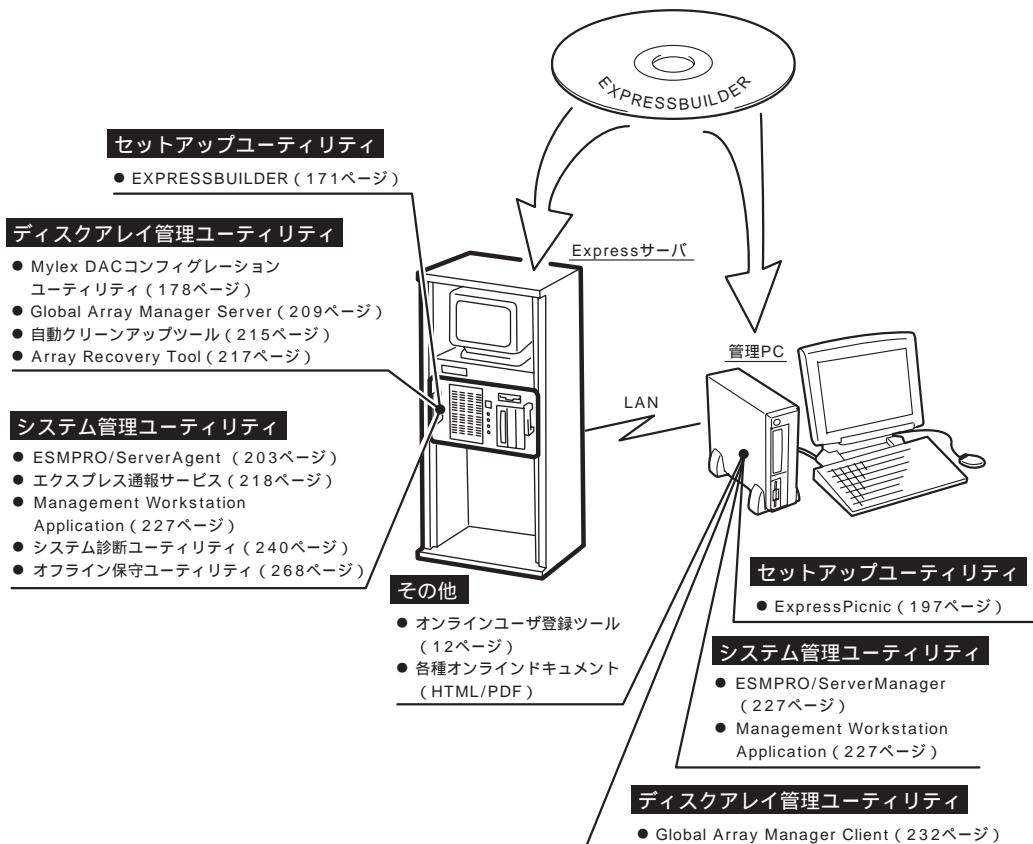 EXPRESSBUILDER
セットアップユーティリティ
● EXPRESSBUILDER(171ページ)
ディスクアレイ管理ユーティリティ
● Mylex DACコンフィグレーション
ユーティリティ(178ページ)
● Global Array Manager Server(209ページ)
● 自動クリーンアップツール(215ページ)
● Array Recovery Tool(217ページ)
システム管理ユーティリティ
● ESMPRO/ServerAgent (203ページ)
● エクスプレス通報サービス(218ページ)
● Management Workstation
Application(227ページ)
● システム診断ユーティリティ(240ページ)
● オフライン保守ユーティリティ(268ページ)
Expressサーバ
LAN
管理PC
その他
● オンラインユーザ登録ツール
(12ページ)
● 各種オンラインドキュメント
(HTML/PDF)
セットアップユーティリティ
● ExpressPicnic(197ページ)
システム管理ユーティリティ
● ESMPRO/ServerManager
(227ページ)
● Management Workstation
Application(227ページ)
ディスクアレイ管理ユーティリティ
● Global Array Manager Client(232ページ)